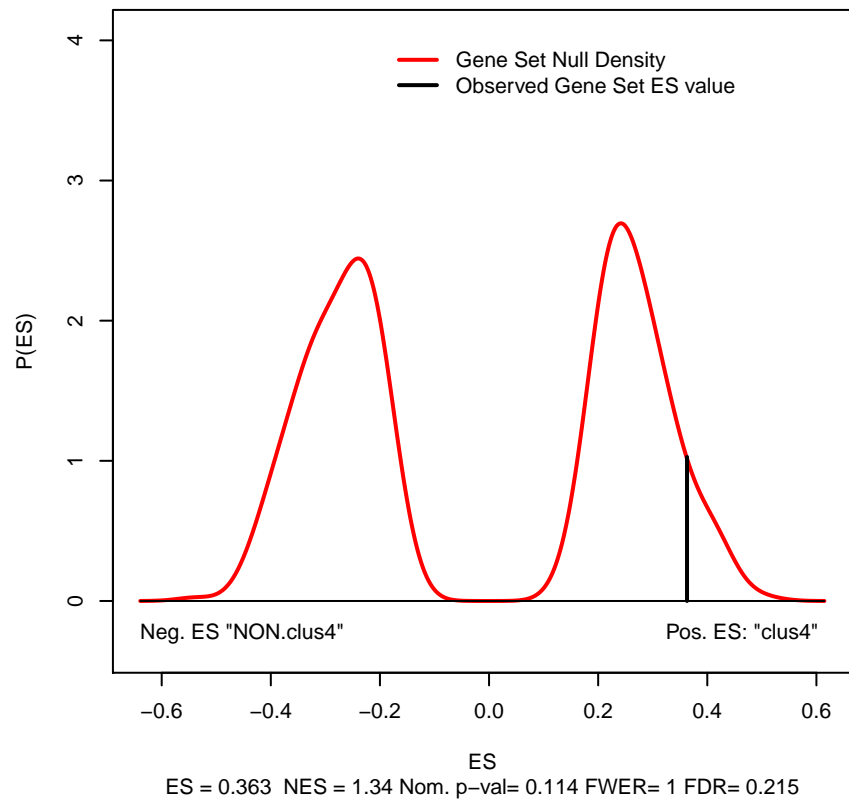 Gene Set Null Density
Observed Gene Set ES value
4
3
2
1
0
P(ES)
Neg. ES "NON.clus4" Pos. ES: "clus4"
−0.6 −0.4 −0.2 0.0 0.2 0.4 0.6
ES
ES = 0.363 NES = 1.34 Nom. p−val= 0.114 FWER= 1 FDR= 0.215